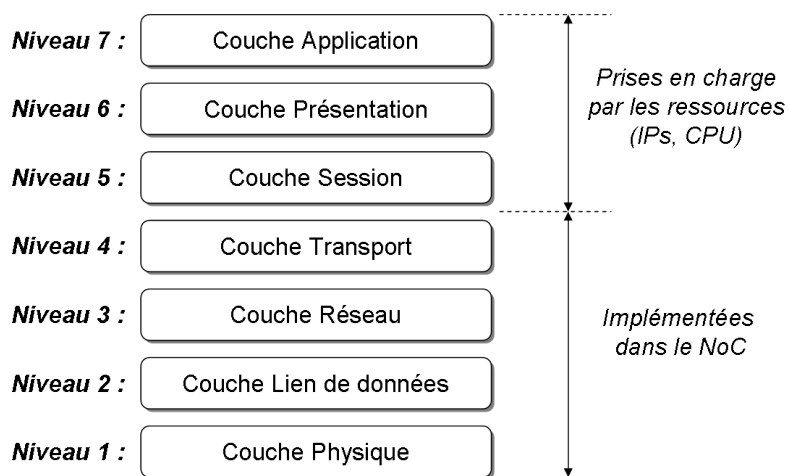 Niveau 7 : Couche Application
Niveau 6 : Couche Présentation
Niveau 5 : Couche Session
Niveau 4 : Couche Transport
Niveau 3 : Couche Réseau
Niveau 2 : Couche Lien de données
Niveau 1 : Couche Physique
Prises en charge
par les ressources
(IPs, CPU)
Implémentées
dans le NoC